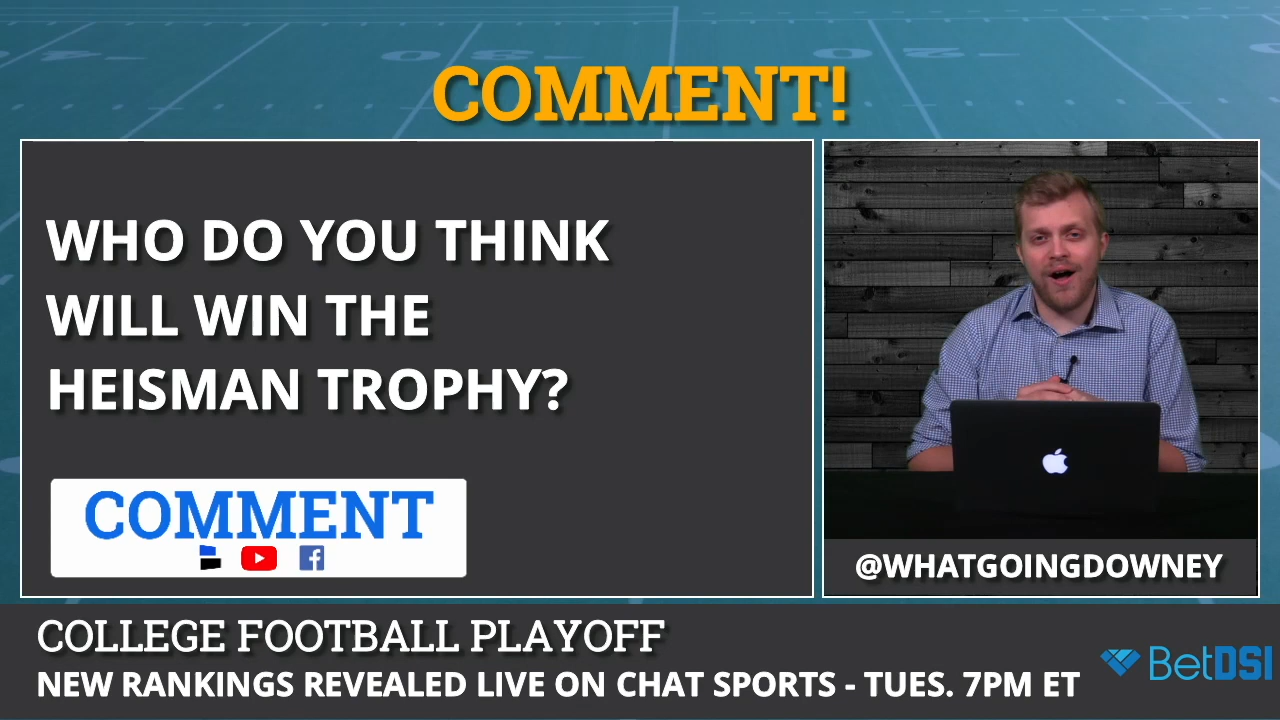 COMMENT!
WHO DO YOU THINK
WILL WIN THE
HEISMAN TROPHY?
COMMENT
@WHATGOINGDOWNEY
COLLEGE FOOTBALL PLAYOFF
NEW RANKINGS REVEALED LIVE ON CHAT SPORTS - TUES. 7PM ET
BetDSI